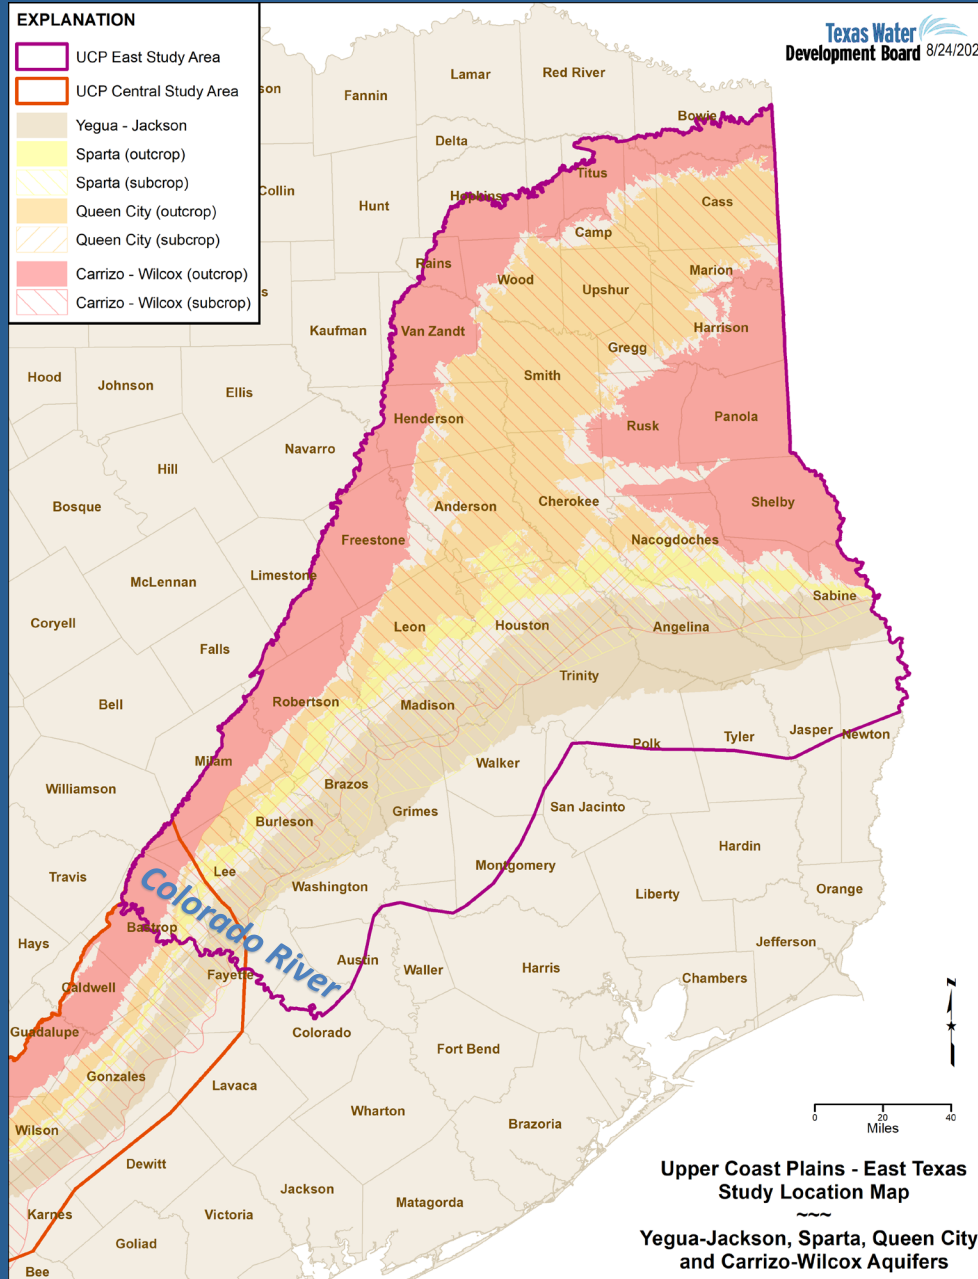 EXPLANATION
UCP East Study Area
UCP Central Study Area
Yegua - Jackson
Sparta (outcrop)
Sparta (subcrop)
Queen City (outcrop)
Queen City (subcrop)
Carrizo - Wilcox (outcrop)
Carrizo - Wilcox (subcrop)
Texas Water
Development Board 8/24/202
Lamar
Red River
son
Fannin
Bowie
Delta
Titus
Collin
Hunt
Hopkins
Cass
Camp
Rains
Wood
Marion
s
Upshur
Kaufman
Van Zandt
Harrison
Gregg
Hood
Johnson
Ellis
Smith
Henderson
Rusk
Panola
Navarro
Hill
Bosque
Anderson
Cherokee
Shelby
Freestone
Nacogdoches
McLennan
Limestone
Sabine
Coryell
Falls
Leon
Houston
Angelina
Bell
Robertson
Madison
Trinity
Milam
Walker
Polk
Tyler
Jasper
Newton
Williamson
Brazos
Burleson
Grimes
San Jacinto
Hardin
Travis
Lee
Washington
Montgomery
Liberty
Orange
Colorado River
Bastrop
Hays
Fayette
Austin
Waller
Harris
Jefferson
Caldwell
Chambers
Guadalupe
Colorado
Fort Bend
N
Gonzales
Lavaca
Wharton
Brazoria
0 20 40
Miles
Wilson
Dewitt
Jackson
Matagorda
Karnes
Victoria
Goliad
Bee
Upper Coast Plains - East Texas
Study Location Map
~~~
Yegua-Jackson, Sparta, Queen City
and Carrizo-Wilcox Aquifers